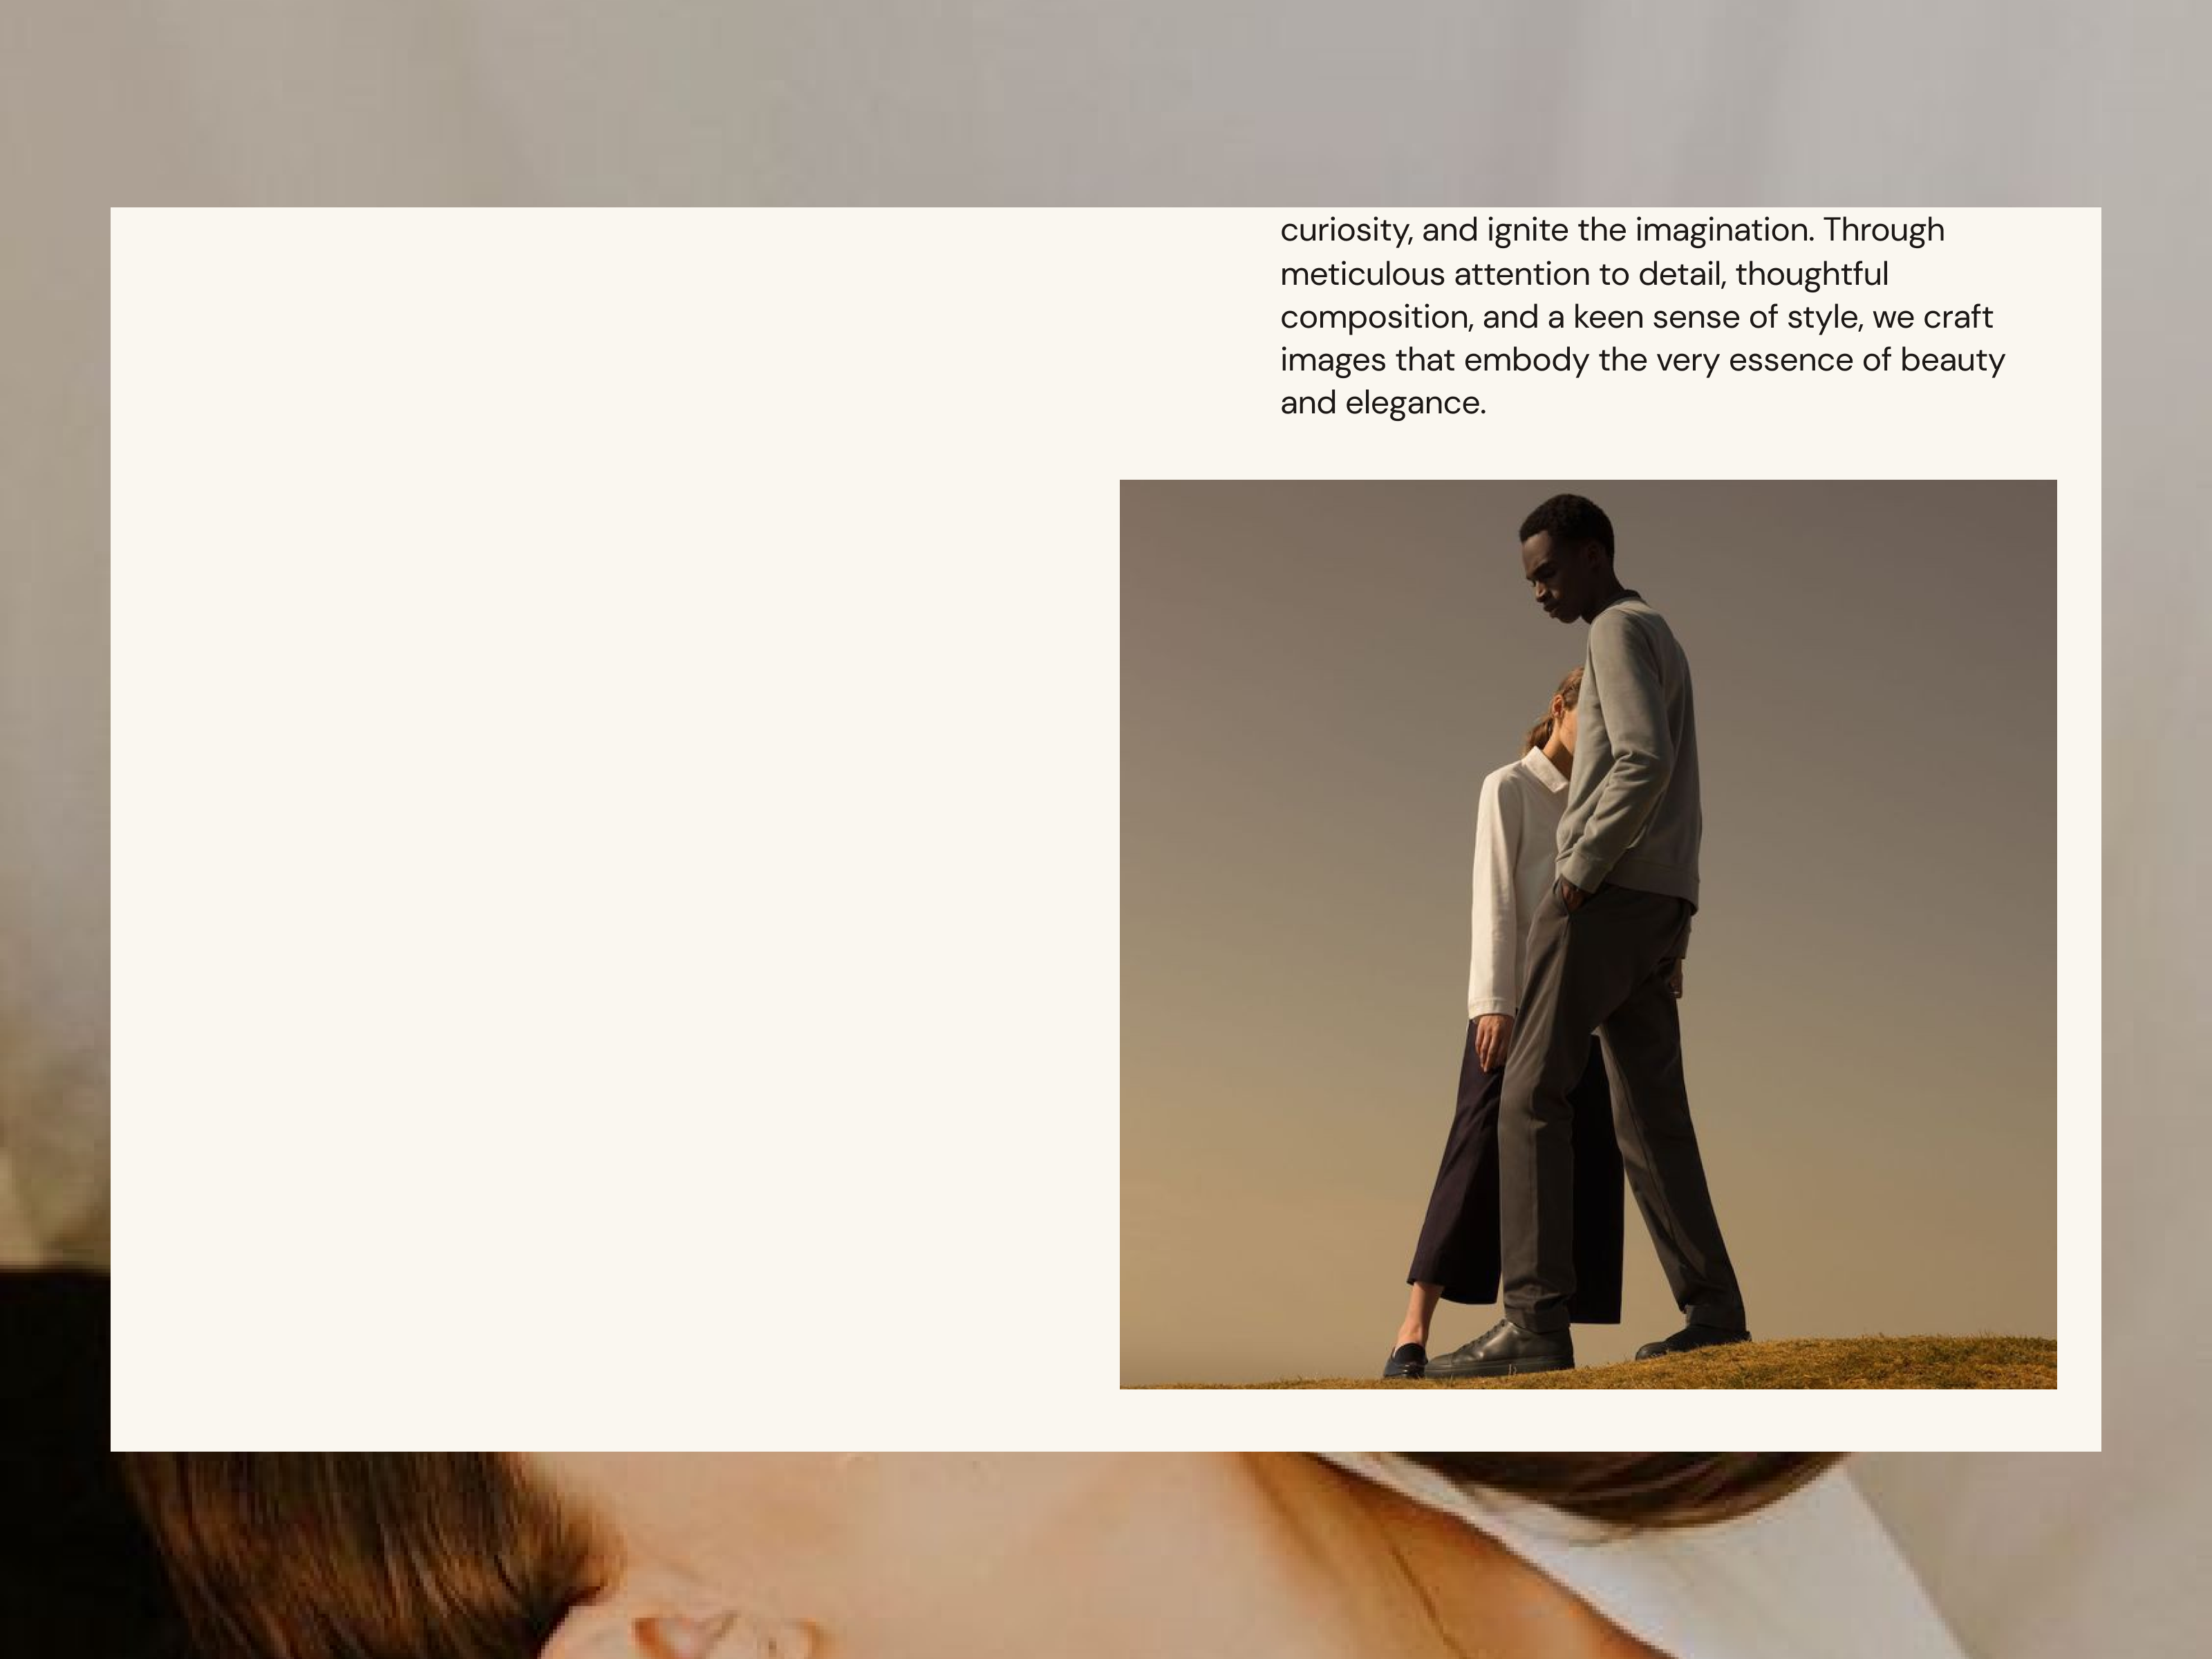 curiosity, and ignite the imagination. Through
meticulous attention to detail, thoughtful
composition, and a keen sense of style, we craft
images that embody the very essence of beauty
and elegance.